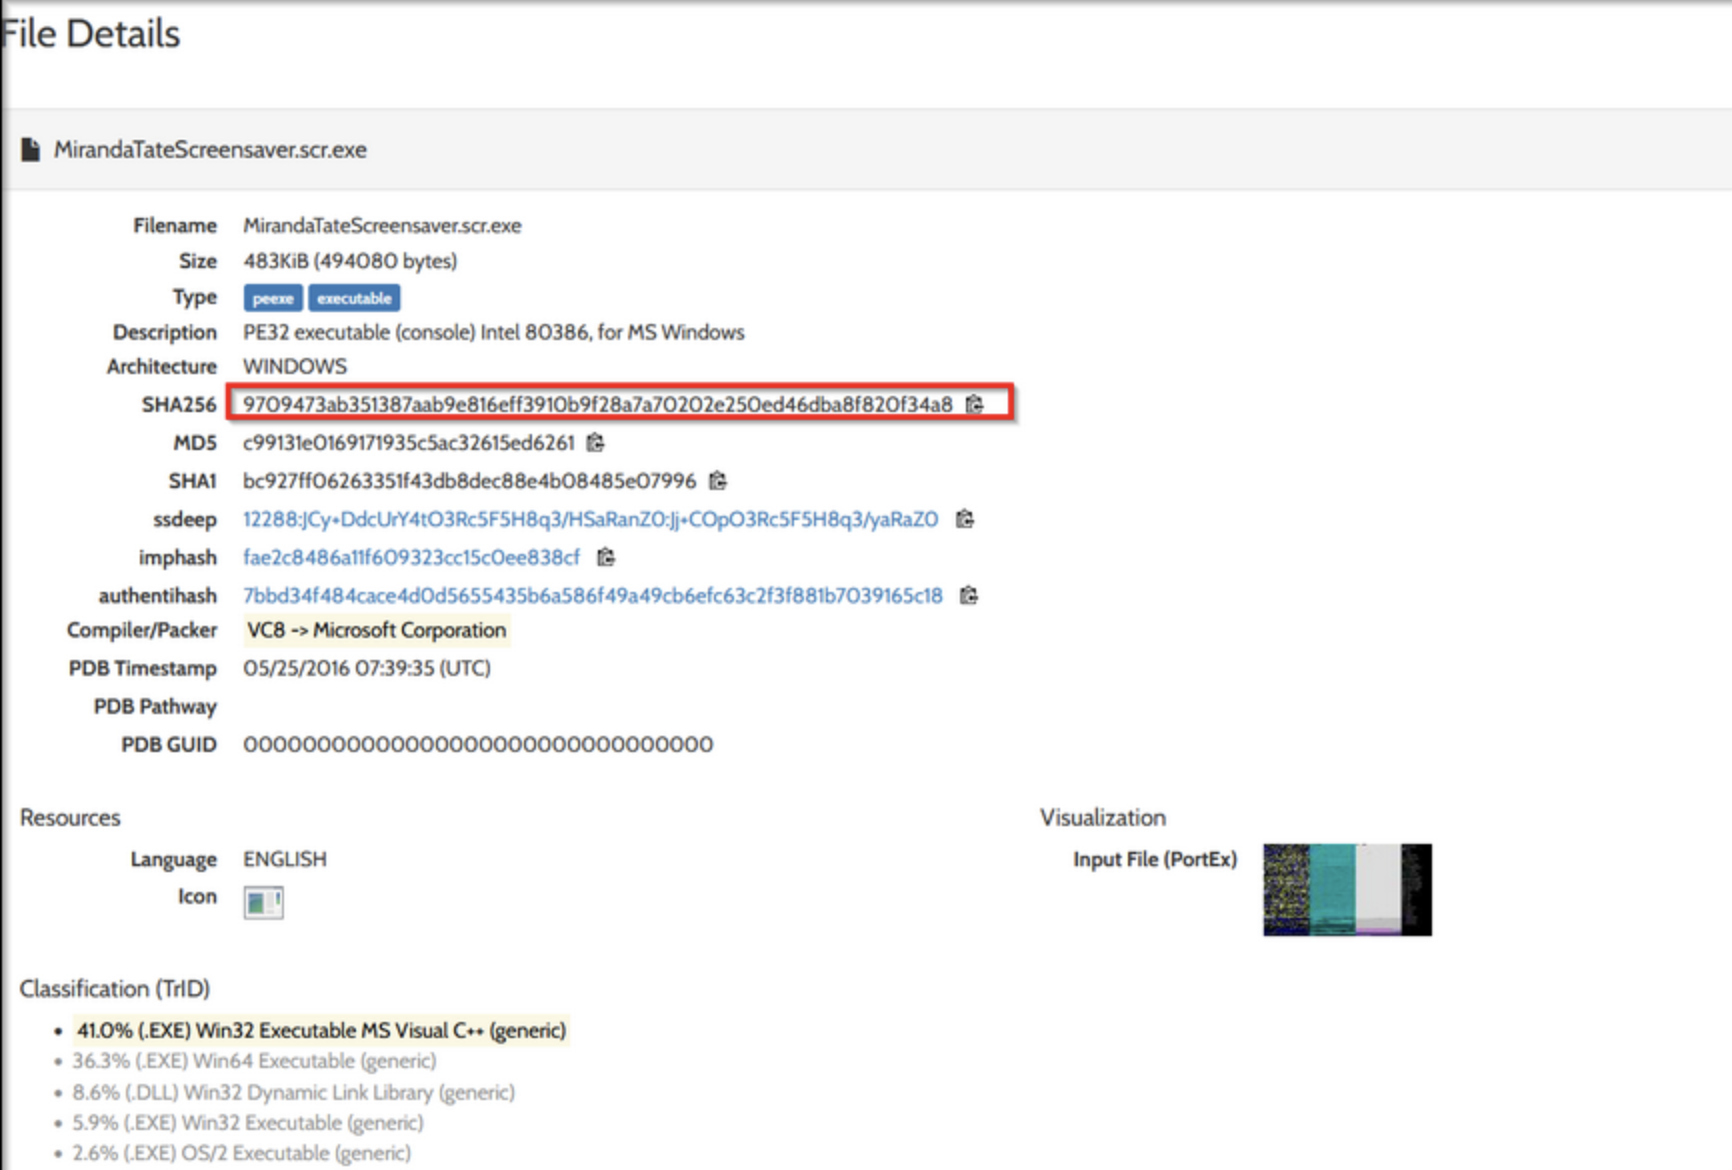 File Details
MirandaTateScreensaver.scr.exe
Filename MirandaTateScreensaver.scr.exe
Size 483KiB (494080 bytes)
Type peexe executable
Description PE32 executable (console) Intel 80386, for MS Windows
Architecture WINDOWS
SHA256 9709473ab351387aab9e816eff3910b9f28a7a70202e250ed46dba8f820f34a8
MD5 c99131e0169171935c5ac32615ed6261
SHA1 bc927ff06263351f43db8dec88e4b08485e07996
ssdeep 12288:JCy+DdcUrY4tO3Rc5F5H8q3/HSaRanZ0:Jj+COpO3Rc5F5H8q3/yaRaZ0
imphash fae2c8486a11f609323cc15c0ee838cf
authentihash 7bbd34f484cace4d0d5655435b6a586f49a49cb6efc63c2f3f881b7039165c18
Compiler/Packer VC8 -> Microsoft Corporation
PDB Timestamp 05/25/2016 07:39:35 (UTC)
PDB Pathway
PDB GUID 00000000000000000000000000000000
Resources
Language ENGLISH
Icon
Visualization
Input File (PortEx)
Classification (TrID)
• 41.0% (.EXE) Win32 Executable MS Visual C++ (generic)
• 36.3% (.EXE) Win64 Executable (generic)
• 8.6% (.DLL) Win32 Dynamic Link Library (generic)
• 5.9% (.EXE) Win32 Executable (generic)
• 2.6% (.EXE) OS/2 Executable (generic)